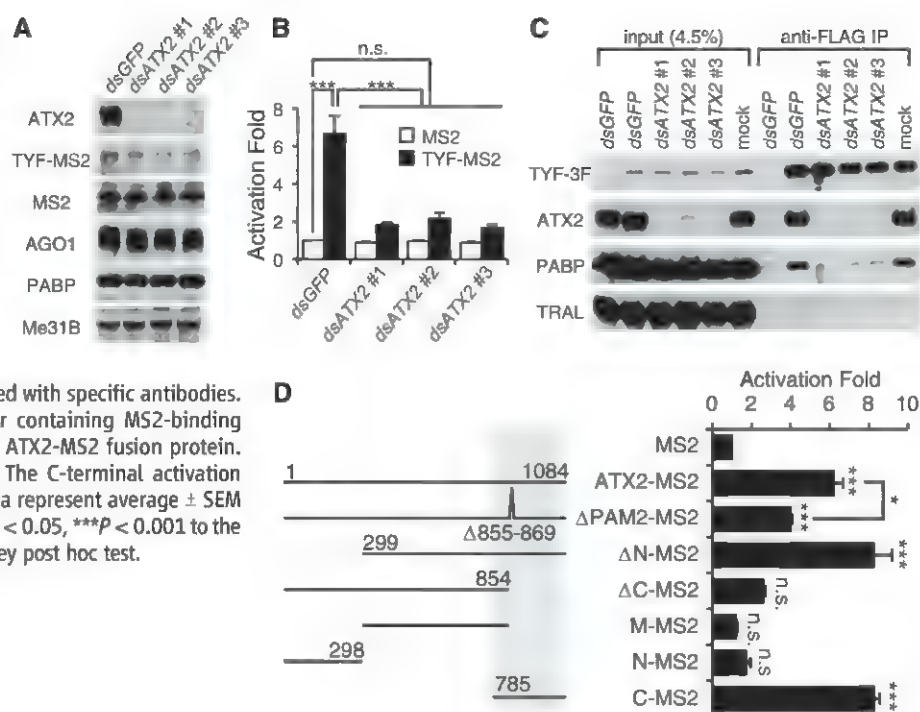 A
dsGFP
dsATX2 #1
dsATX2 #2
dsATX2 #3
ATX2
TYF-MS2
MS2
AGO1
PABP
Me31B
B
n.s.
*** ***
8
6
4
2
0
Activation Fold
MS2
TYF-MS2
dsGFP
dsATX2 #1
dsATX2 #2
dsATX2 #3
C
input (4.5%) anti-FLAG IP
dsGFP
dsGFP
dsATX2 #1
dsATX2 #2
dsATX2 #3
mock
dsGFP
dsGFP
dsATX2 #1
dsATX2 #2
dsATX2 #3
mock
TYF-3F
ATX2
PABP
TRAL
ed with specific antibodies.
r containing MS2-binding
ATX2-MS2 fusion protein.
The C-terminal activation
a represent average ± SEM
< 0.05, ***P < 0.001 to the
ey post hoc test.
D
1 1084
Δ855-869
299
854
298
785
Activation Fold
0 2 4 6 8 10
MS2
ATX2-MS2 ***
*
ΔPAM2-MS2 ***
ΔN-MS2 ***
ΔC-MS2 n.s.
M-MS2 n.s.
N-MS2 n.s
C-MS2 ***